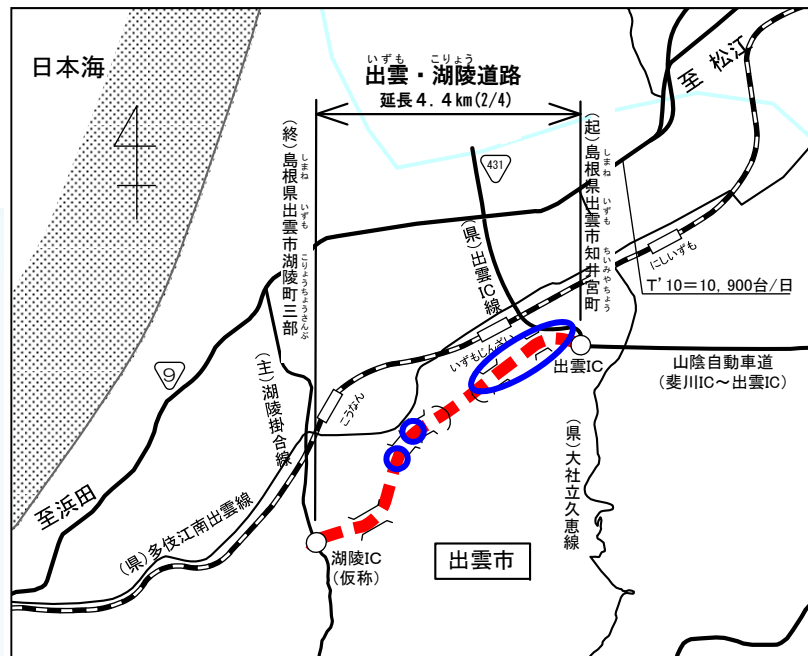 日本海
いずも こりょう
出雲・湖陵道路
延長4.4km(2/4)
至 松江
431
(終)島根県出雲市湖陵町三部
しまね いずも こりょうちょうさんぶ
(起)島根県出雲市知井宮町
しまね いずも ちいみやちょう
(県)出雲IC線
にしいずも
T'10=10,900台/日
いずもじんざい
出雲IC
山陰自動車道
(斐川IC～出雲IC)
9
(主)湖陵掛合線
こうなん
至浜田
(県)多伎江南出雲線
湖陵IC
(仮称)
出雲市
(県)大社立久恵線